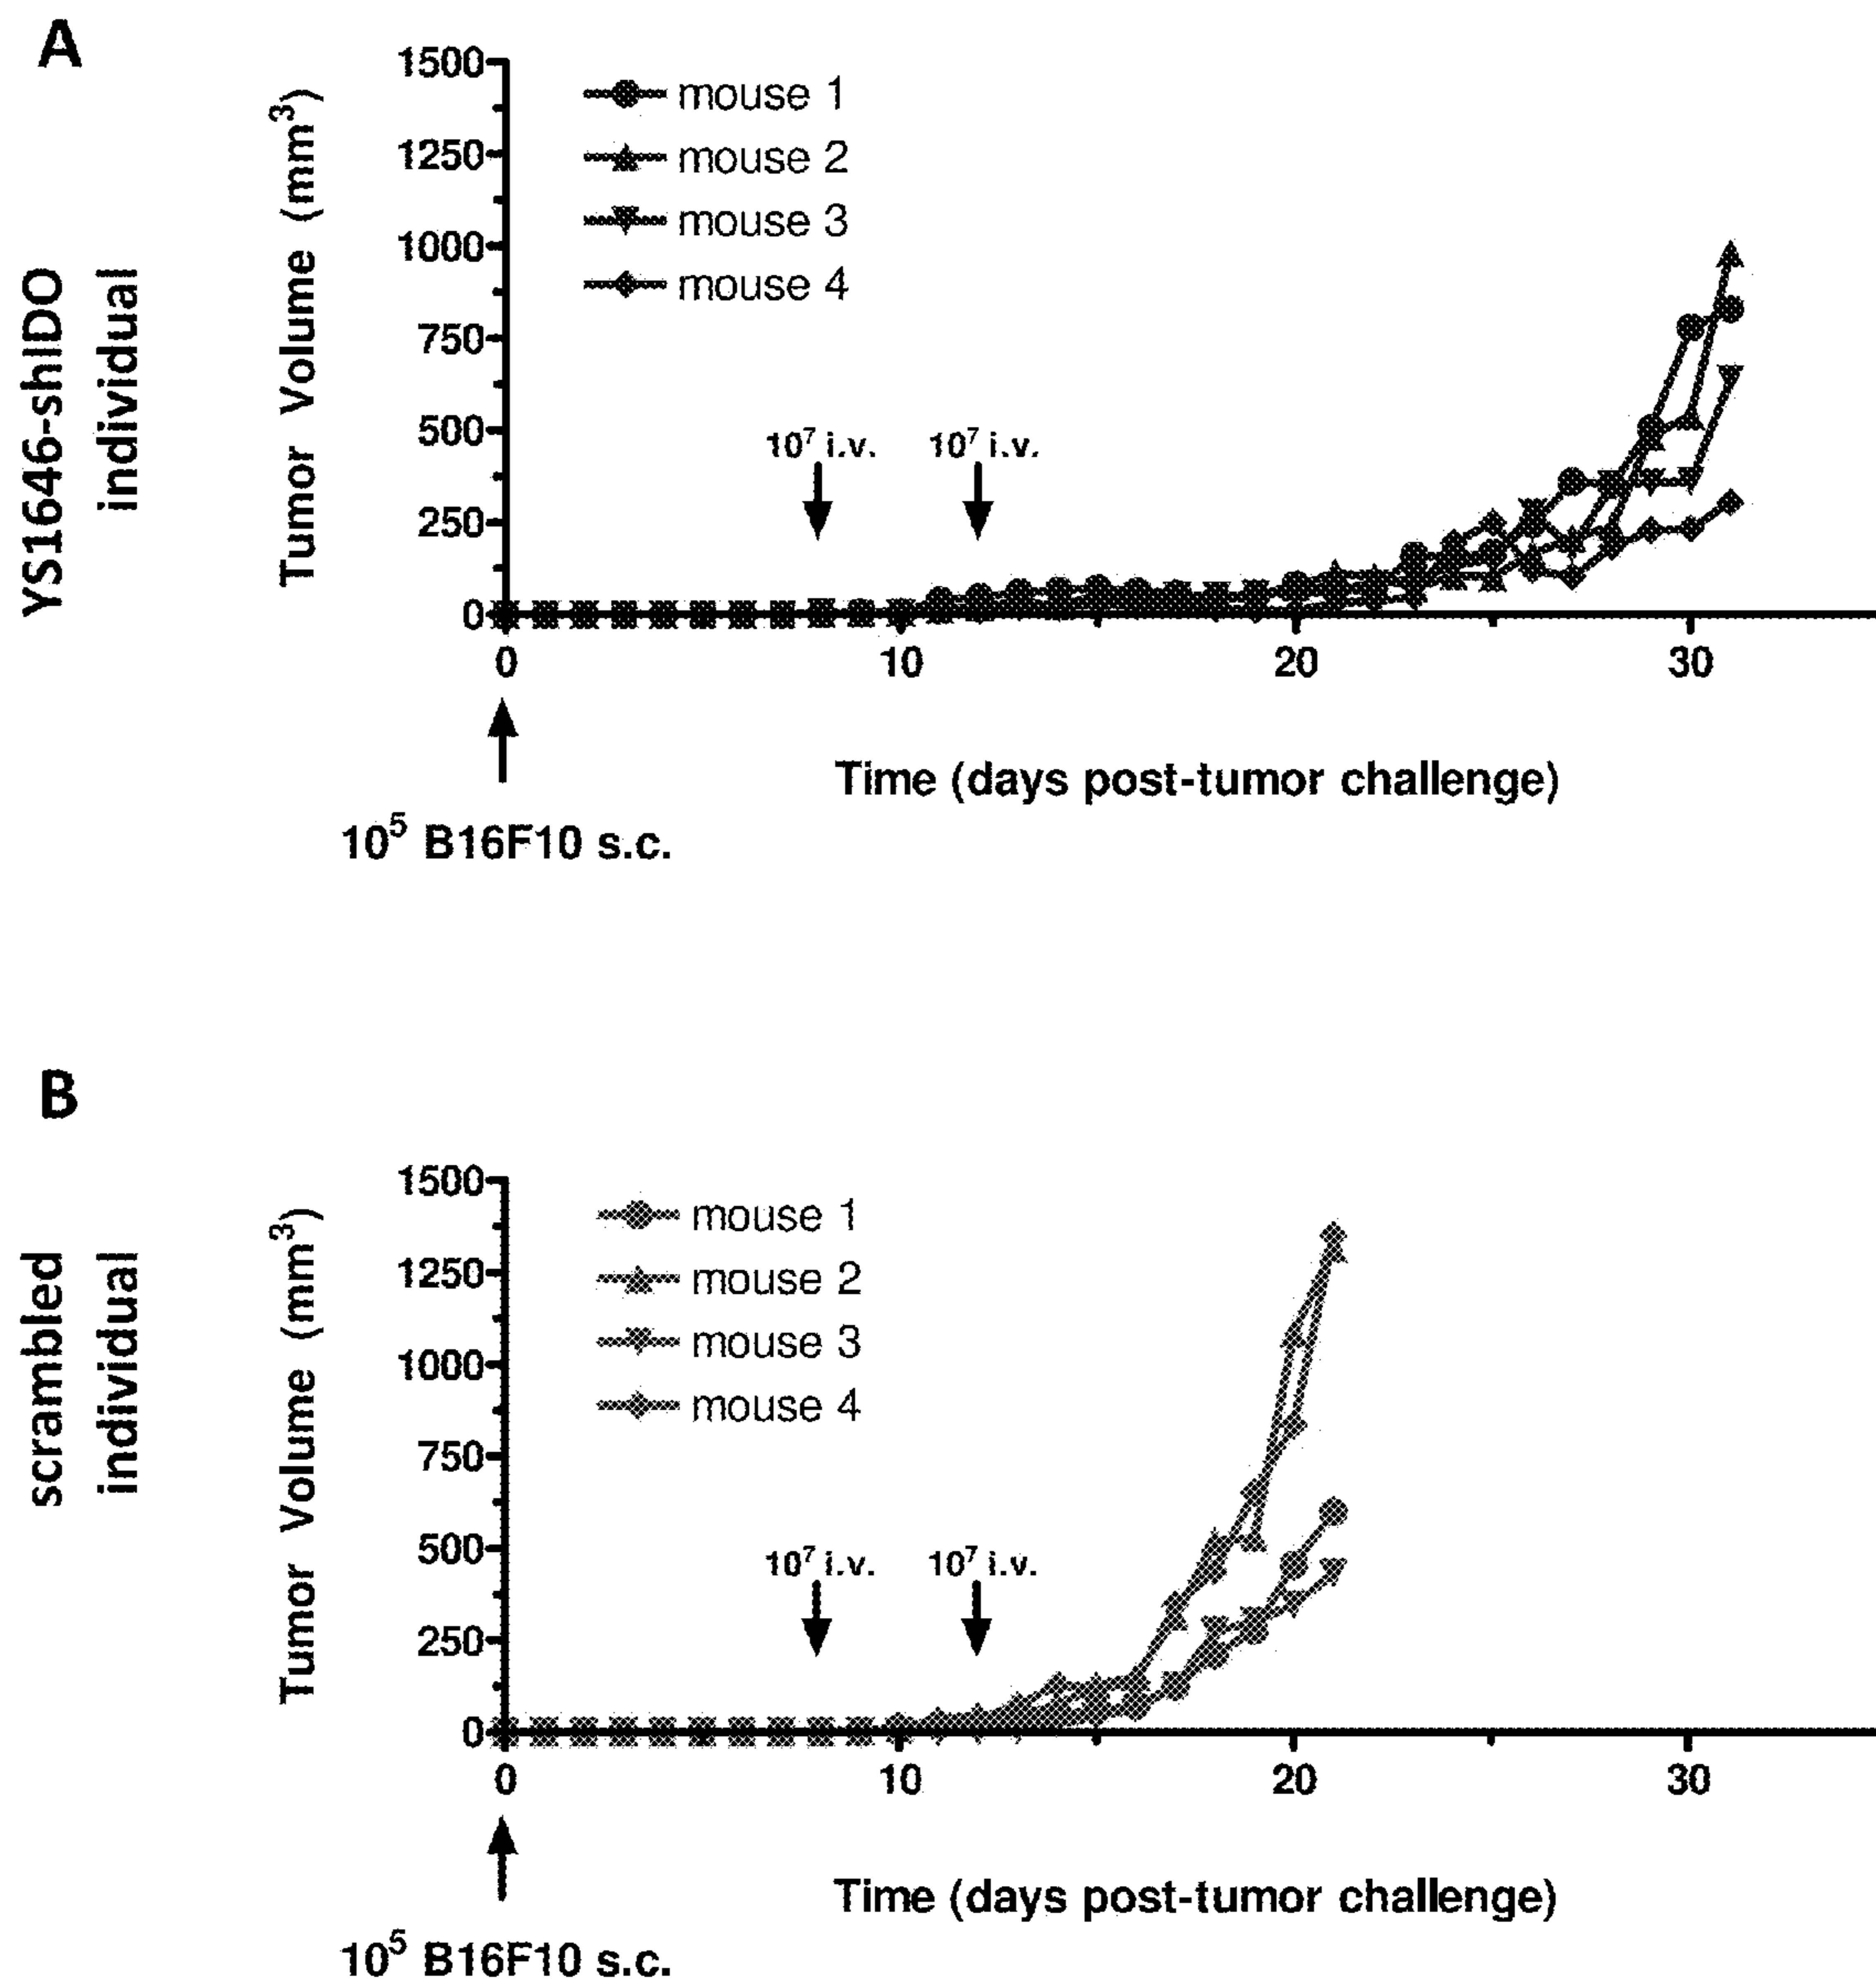 A
YS1646-shIDO
individual
Tumor Volume (mm³)
1500
1250
1000
750
500
250
0
mouse 1
mouse 2
mouse 3
mouse 4
10⁷ i.v.
10⁷ i.v.
0
10
20
30
Time (days post-tumor challenge)
10⁵ B16F10 s.c.
B
scrambled
individual
Tumor Volume (mm³)
1500
1250
1000
750
500
250
0
mouse 1
mouse 2
mouse 3
mouse 4
10⁷ i.v.
10⁷ i.v.
0
10
20
30
Time (days post-tumor challenge)
10⁵ B16F10 s.c.